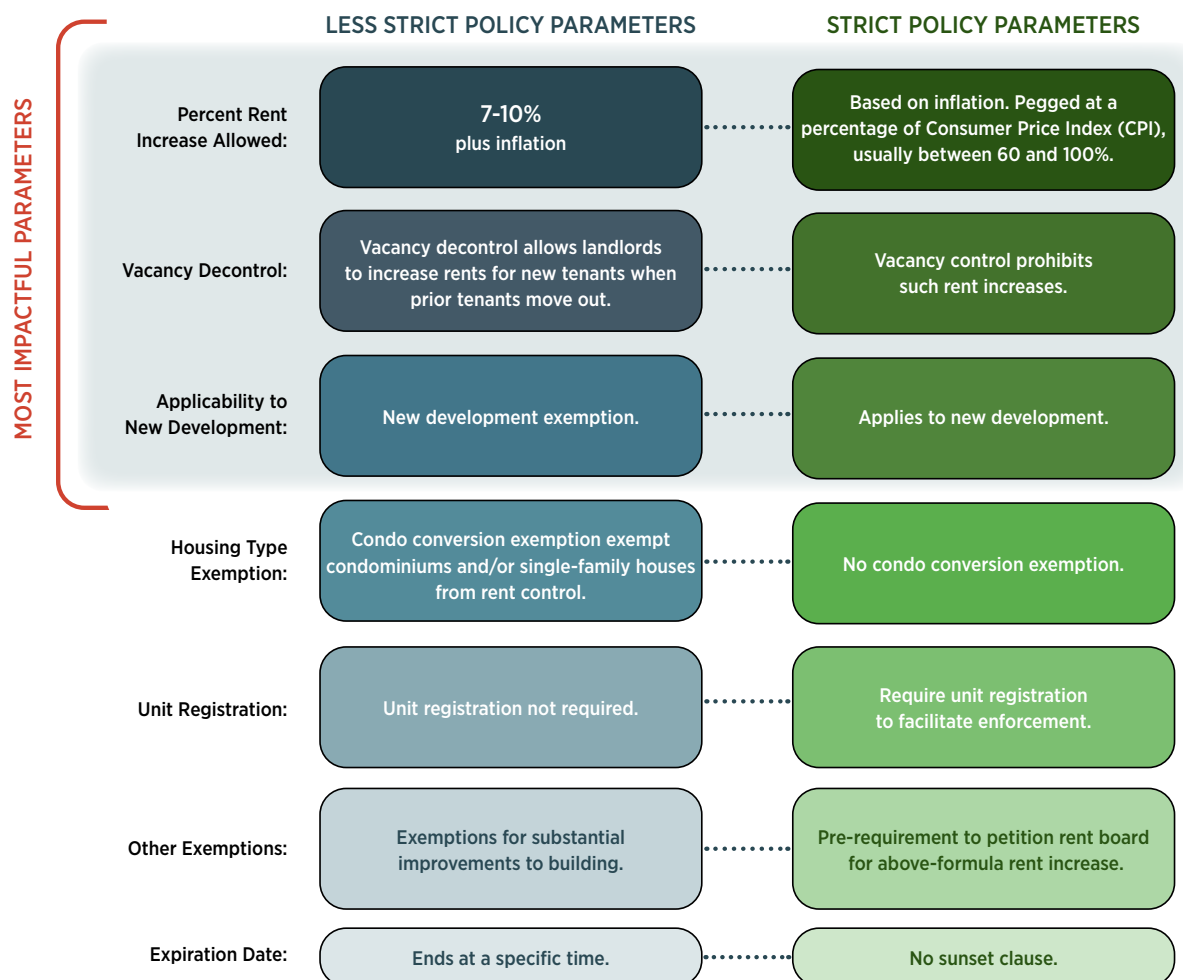 LESS STRICT POLICY PARAMETERS
STRICT POLICY PARAMETERS
MOST IMPACTFUL PARAMETERS
Percent Rent
Increase Allowed:
7-10%
plus inflation
Based on inflation. Pegged at a
percentage of Consumer Price Index (CPI),
usually between 60 and 100%.
Vacancy Decontrol:
Vacancy decontrol allows landlords
to increase rents for new tenants when
prior tenants move out.
Vacancy control prohibits
such rent increases.
Applicability to
New Development:
New development exemption.
Applies to new development.
Housing Type
Exemption:
Condo conversion exemption exempt
condominiums and/or single-family houses
from rent control.
No condo conversion exemption.
Unit Registration:
Unit registration not required.
Require unit registration
to facilitate enforcement.
Other Exemptions:
Exemptions for substantial
improvements to building.
Pre-requirement to petition rent board
for above-formula rent increase.
Expiration Date:
Ends at a specific time.
No sunset clause.